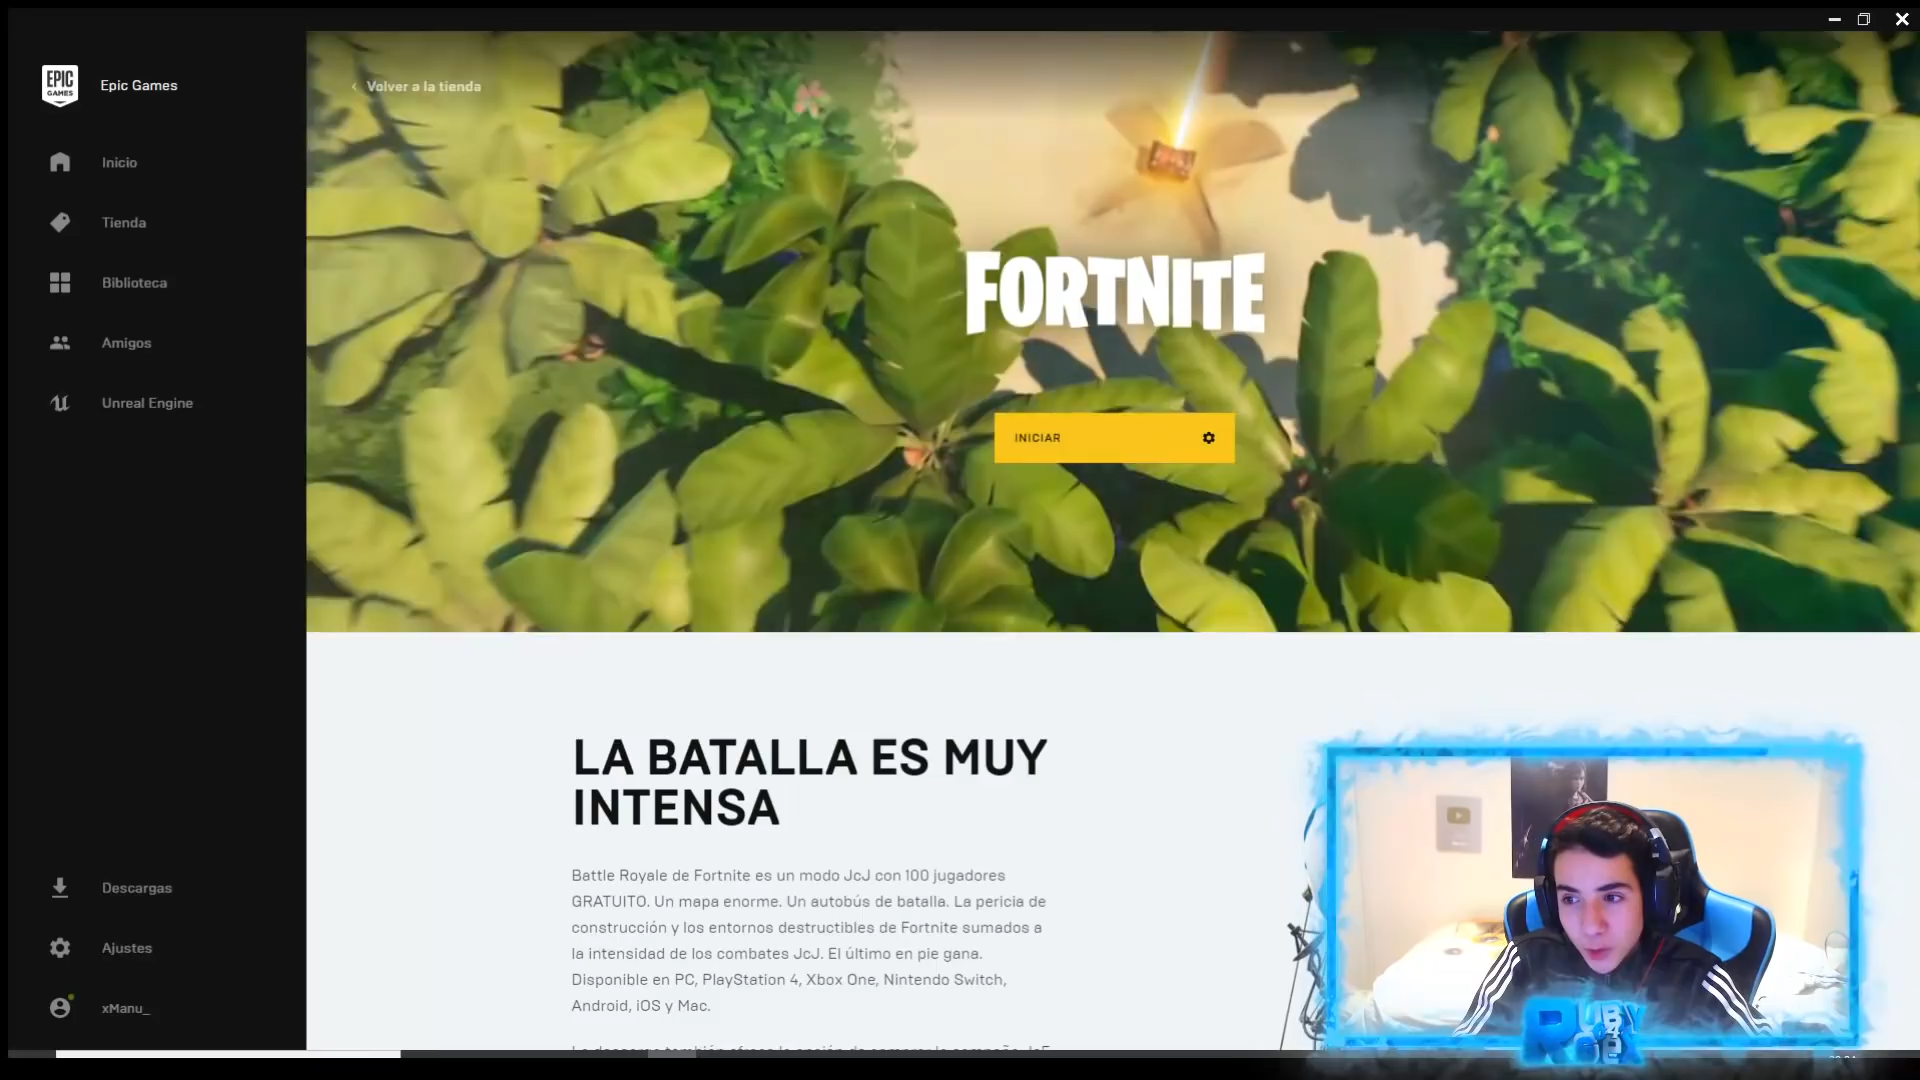 EPIC
GAMES
Epic Games
Inicio
Tienda
Biblioteca
Amigos
Unreal Engine
Descargas
Ajustes
xManu_
Volver a la tienda
FORTNITE
INICIAR
LA BATALLA ES MUY
INTENSA
Battle Royale de Fortnite es un modo JcJ con 100 jugadores
GRATUITO. Un mapa enorme. Un autobús de batalla. La pericia de
construcción y los entornos destructibles de Fortnite sumados a
la intensidad de los combates JcJ. El último en pie gana.
Disponible en PC, PlayStation 4, Xbox One, Nintendo Switch,
Android, iOS y Mac.